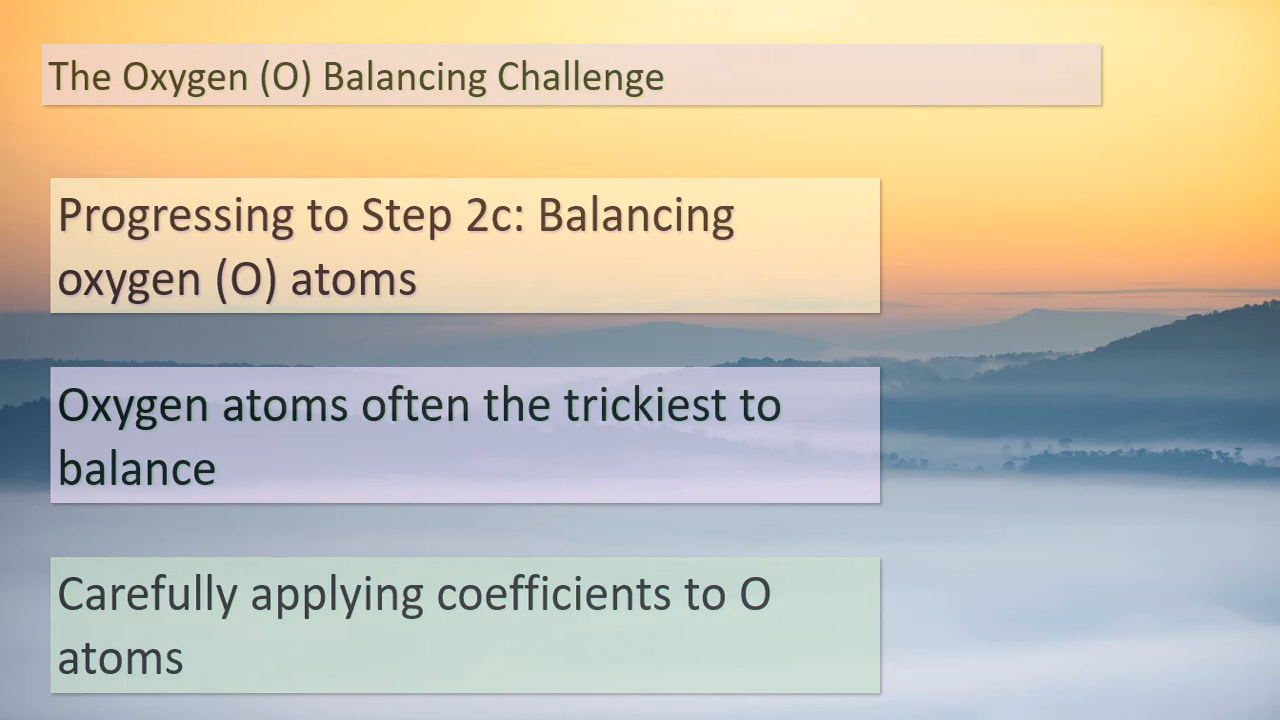 The Oxygen (O) Balancing Challenge
Progressing to Step 2c: Balancing
oxygen (O) atoms
Oxygen atoms often the trickiest to
balance
Carefully applying coefficients to O
atoms